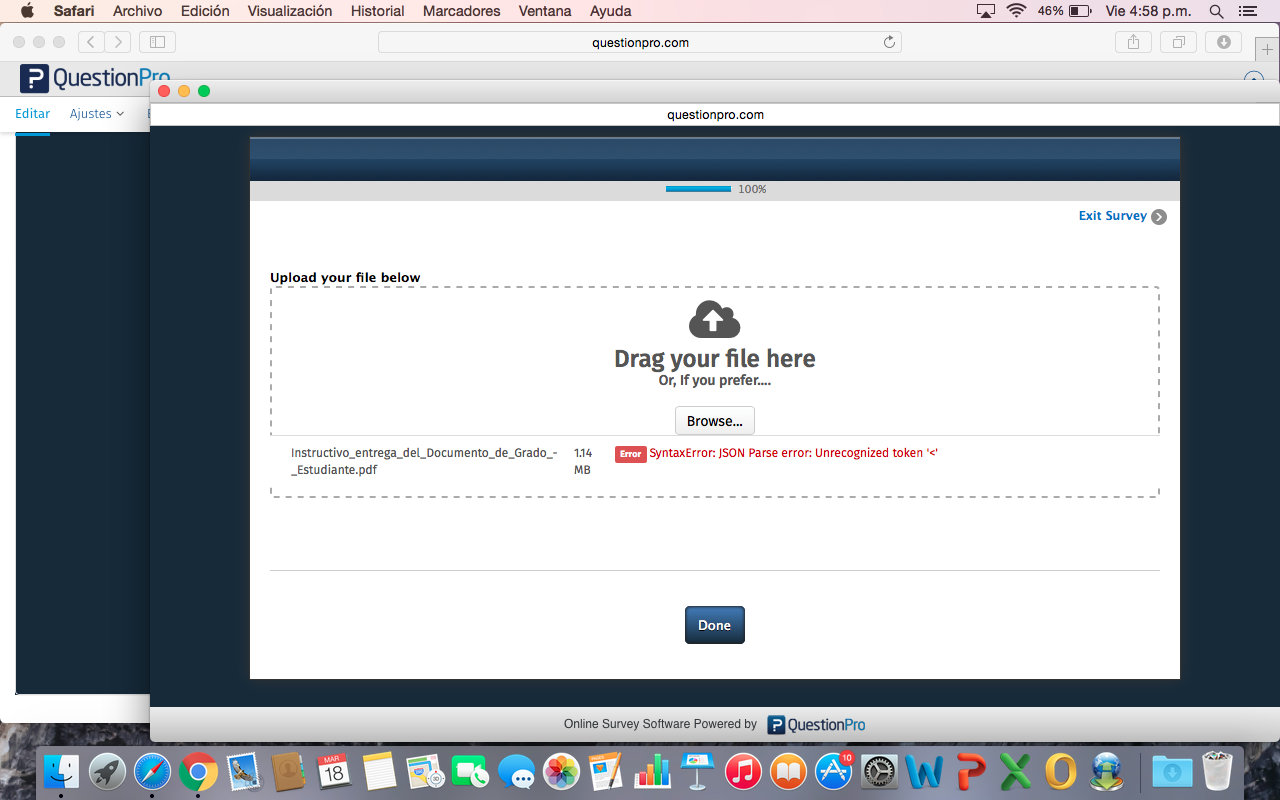 Safari Archivo Edición Visualización Historial Marcadores Ventana Ayuda 46% Vie 4:58 p.m.
questionpro.com
QuestionPro
questionpro.com
Editar Ajustes
100%
Exit Survey
Upload your file below
Drag your file here
Or, If you prefer....
Browse...
Instructivo_entrega_del_Documento_de_Grado_-
_Estudiante.pdf
1.14
MB
Error SyntaxError: JSON Parse error: Unrecognized token '<'
Done
Online Survey Software Powered by QuestionPro
MAR
18
10